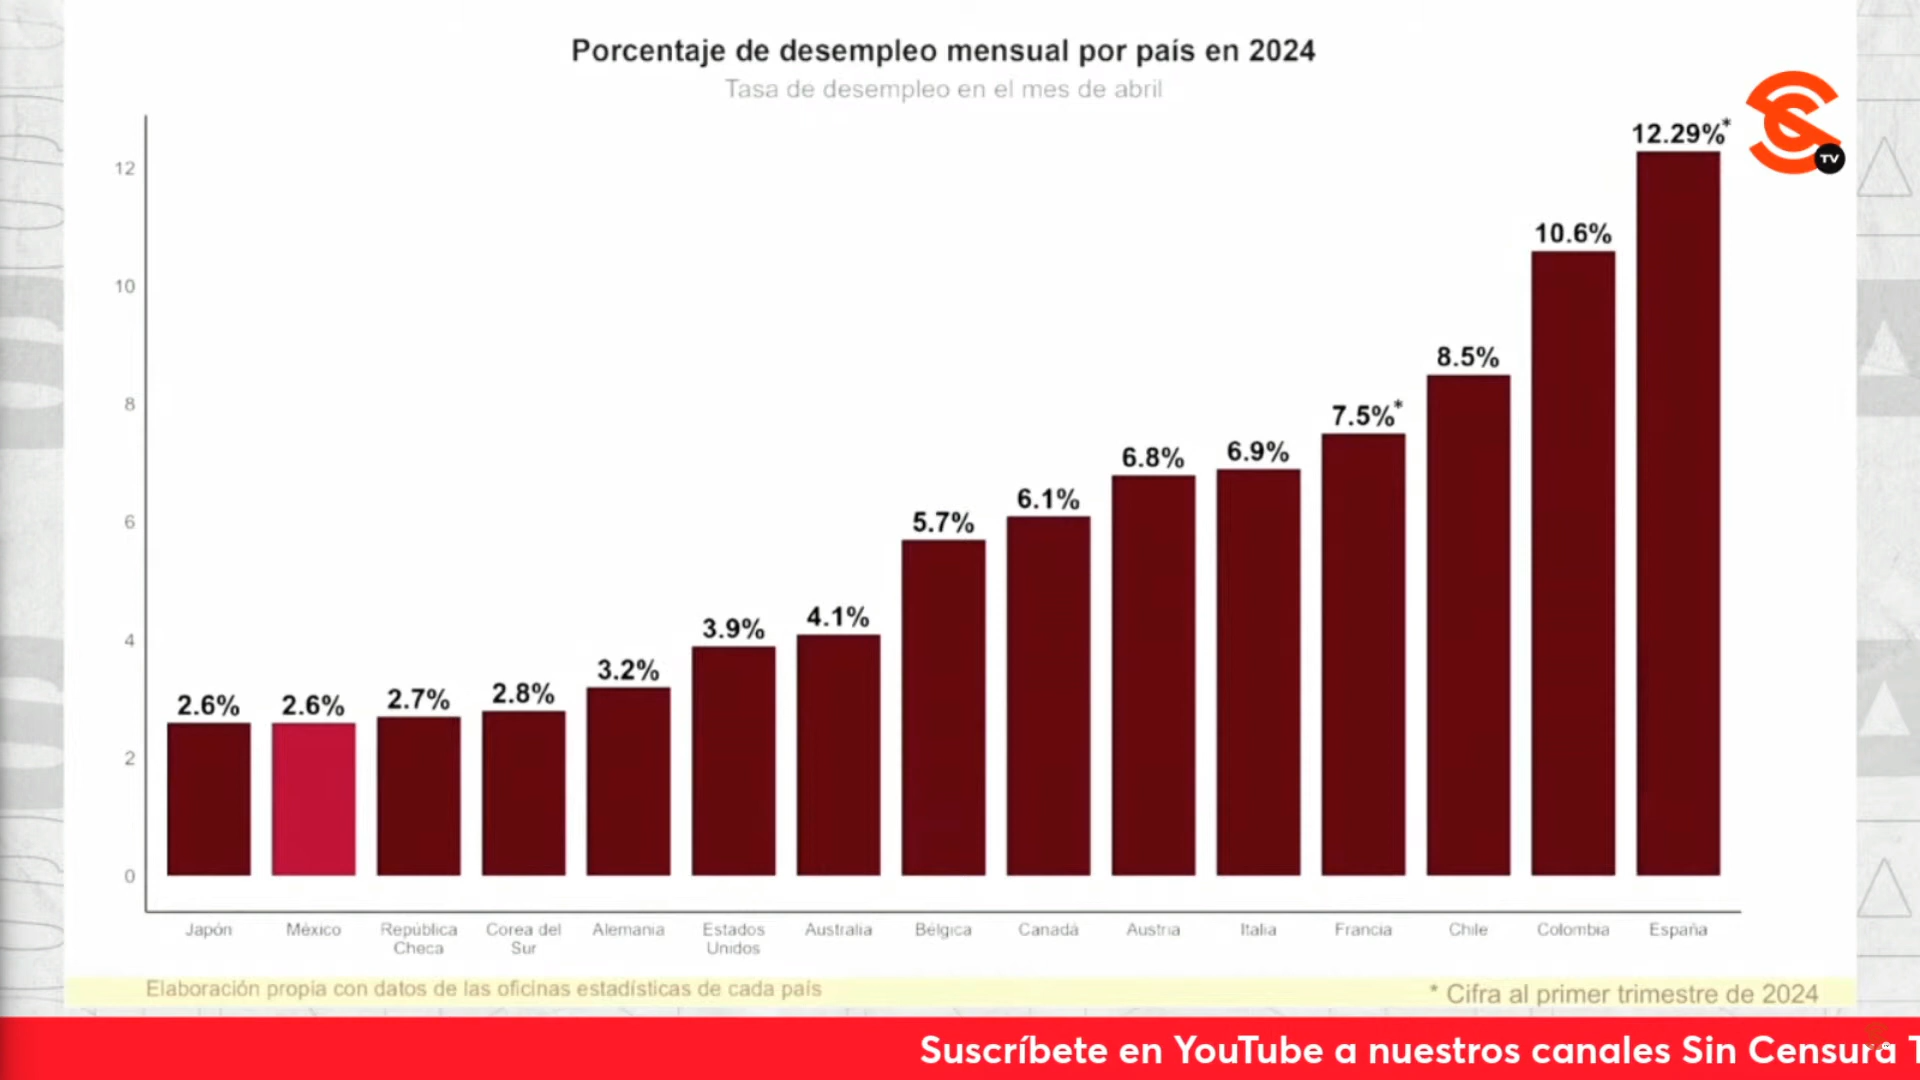 Porcentaje de desempleo mensual por país en 2024
Tasa de desempleo en el mes de abril
TV
12
10
8
6
4
2
0
2.6%
2.6%
2.7%
2.8%
3.2%
3.9%
4.1%
5.7%
6.1%
6.8%
6.9%
7.5%*
8.5%
10.6%
12.29%*
Japón
México
República
Checa
Corea del
Sur
Alemania
Estados
Unidos
Australia
Bélgica
Canadá
Austria
Italia
Francia
Chile
Colombia
España
Elaboración propia con datos de las oficinas estadísticas de cada país
* Cifra al primer trimestre de 2024
Suscríbete en YouTube a nuestros canales Sin Censura T